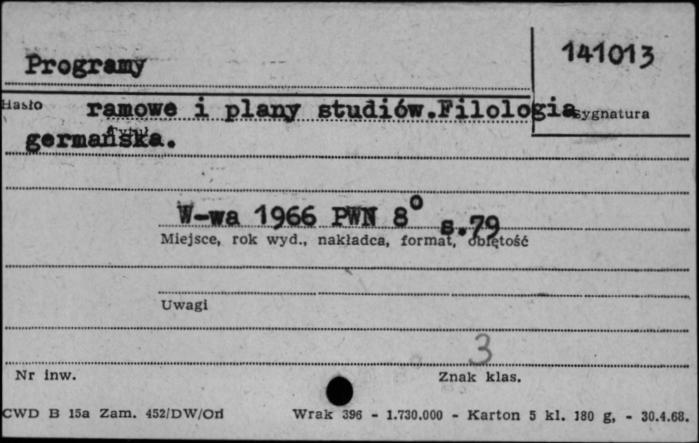 Programy
141013
Hasło ramowe i plany studiów.Filologia Sygnatura
Tytuł
germańska.
W-wa 1966 PWN 8° s.79
Miejsce, rok wyd., nakładca, format, objętość
Uwagi
3
Nr inw. Znak klas.
CWD B 15a Zam. 452/DW/Orl Wrak 396 - 1.730.000 - Karton 5 kl. 180 g, - 30.4.68.